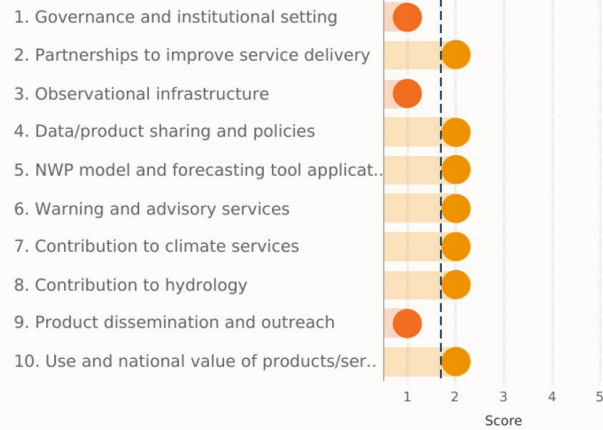 1. Governance and institutional setting
2. Partnerships to improve service delivery
3. Observational infrastructure
4. Data/product sharing and policies
5. NWP model and forecasting tool applicat..
6. Warning and advisory services
7. Contribution to climate services
8. Contribution to hydrology
9. Product dissemination and outreach
10. Use and national value of products/ser..
1 2 3 4 5
Score